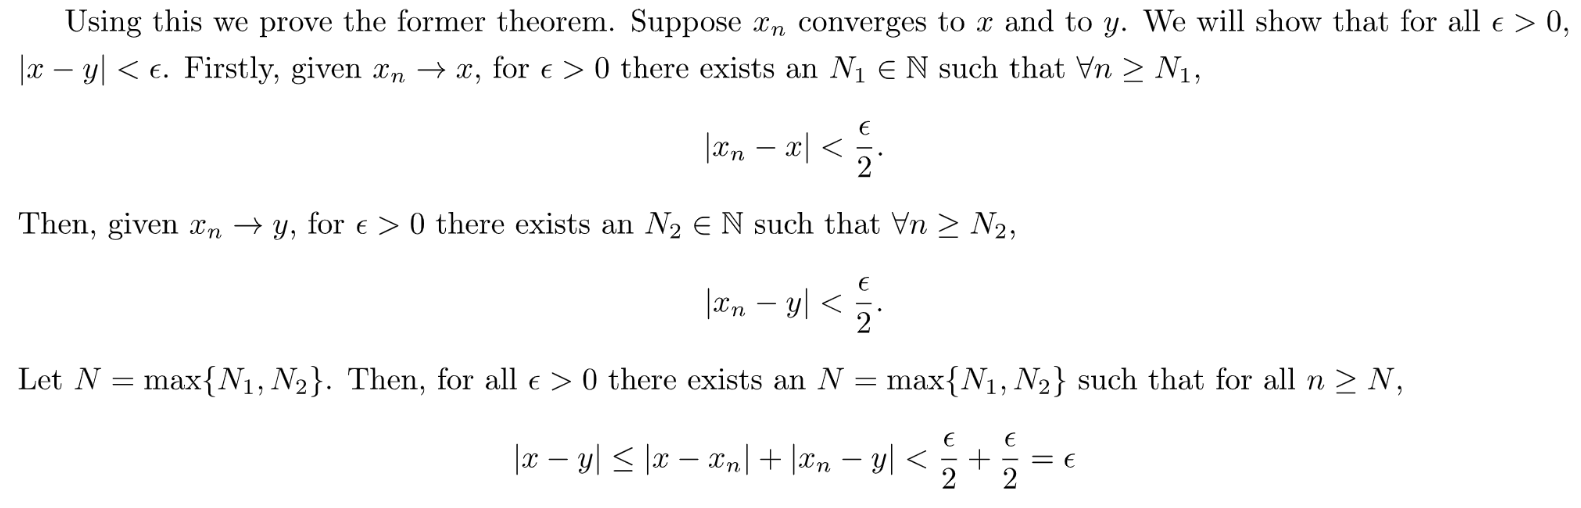 Using this we prove the former theorem. Suppose xₙ converges to x and to y. We will show that for all ϵ > 0,
|x − y| < ϵ. Firstly, given xₙ → x, for ϵ > 0 there exists an N₁ ∈ ℕ such that ∀n ≥ N₁,
|xₙ − x| < ϵ/2.
Then, given xₙ → y, for ϵ > 0 there exists an N₂ ∈ ℕ such that ∀n ≥ N₂,
|xₙ − y| < ϵ/2.
Let N = max{N₁, N₂}. Then, for all ϵ > 0 there exists an N = max{N₁, N₂} such that for all n ≥ N,
|x − y| ≤ |x − xₙ| + |xₙ − y| < ϵ/2 + ϵ/2 = ϵ